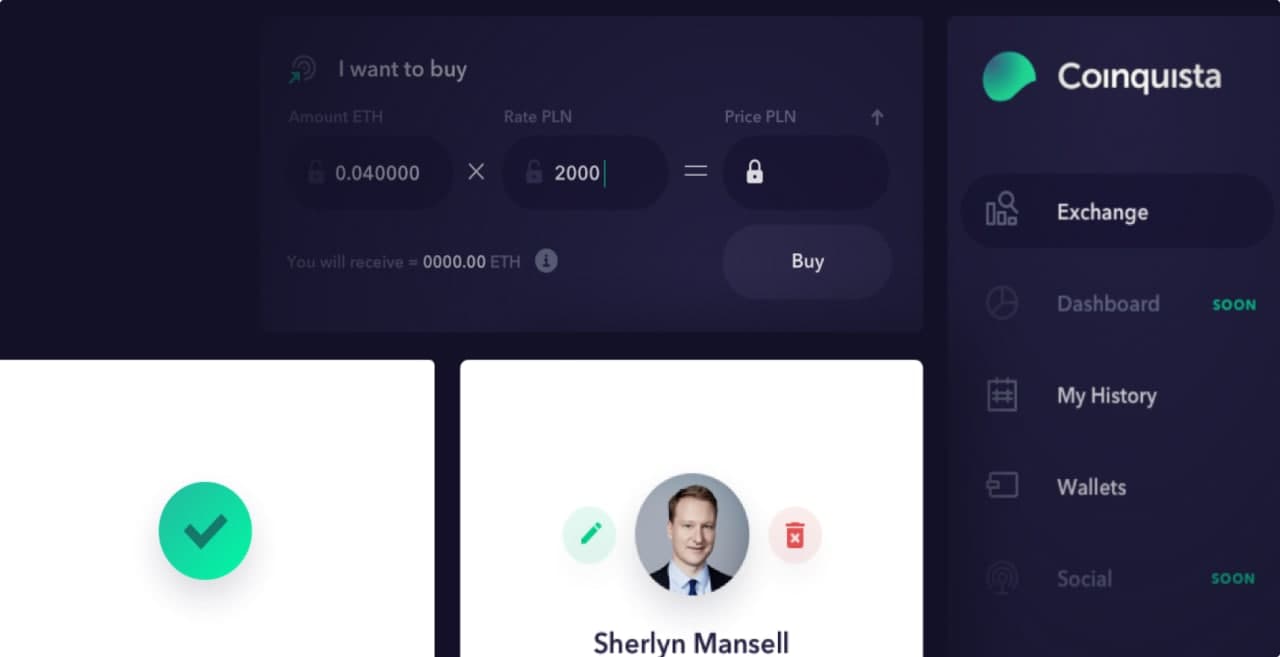 I want to buy
Amount ETH Rate PLN Price PLN
0.040000 × 2000 =
You will receive = 0000.00 ETH i Buy
Sherlyn Mansell
Coinquista
Exchange
Dashboard SOON
My History
Wallets
Social SOON